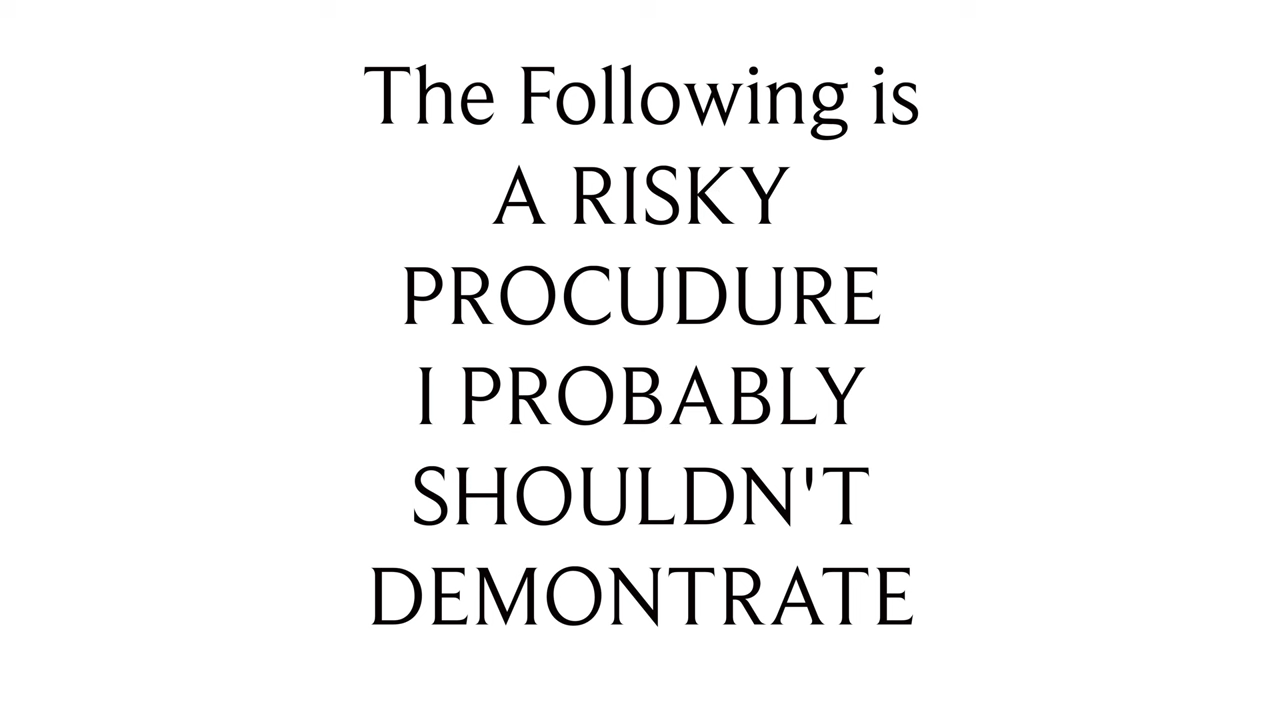 The Following is
A RISKY
PROCUDURE
I PROBABLY
SHOULDN'T
DEMONTRATE